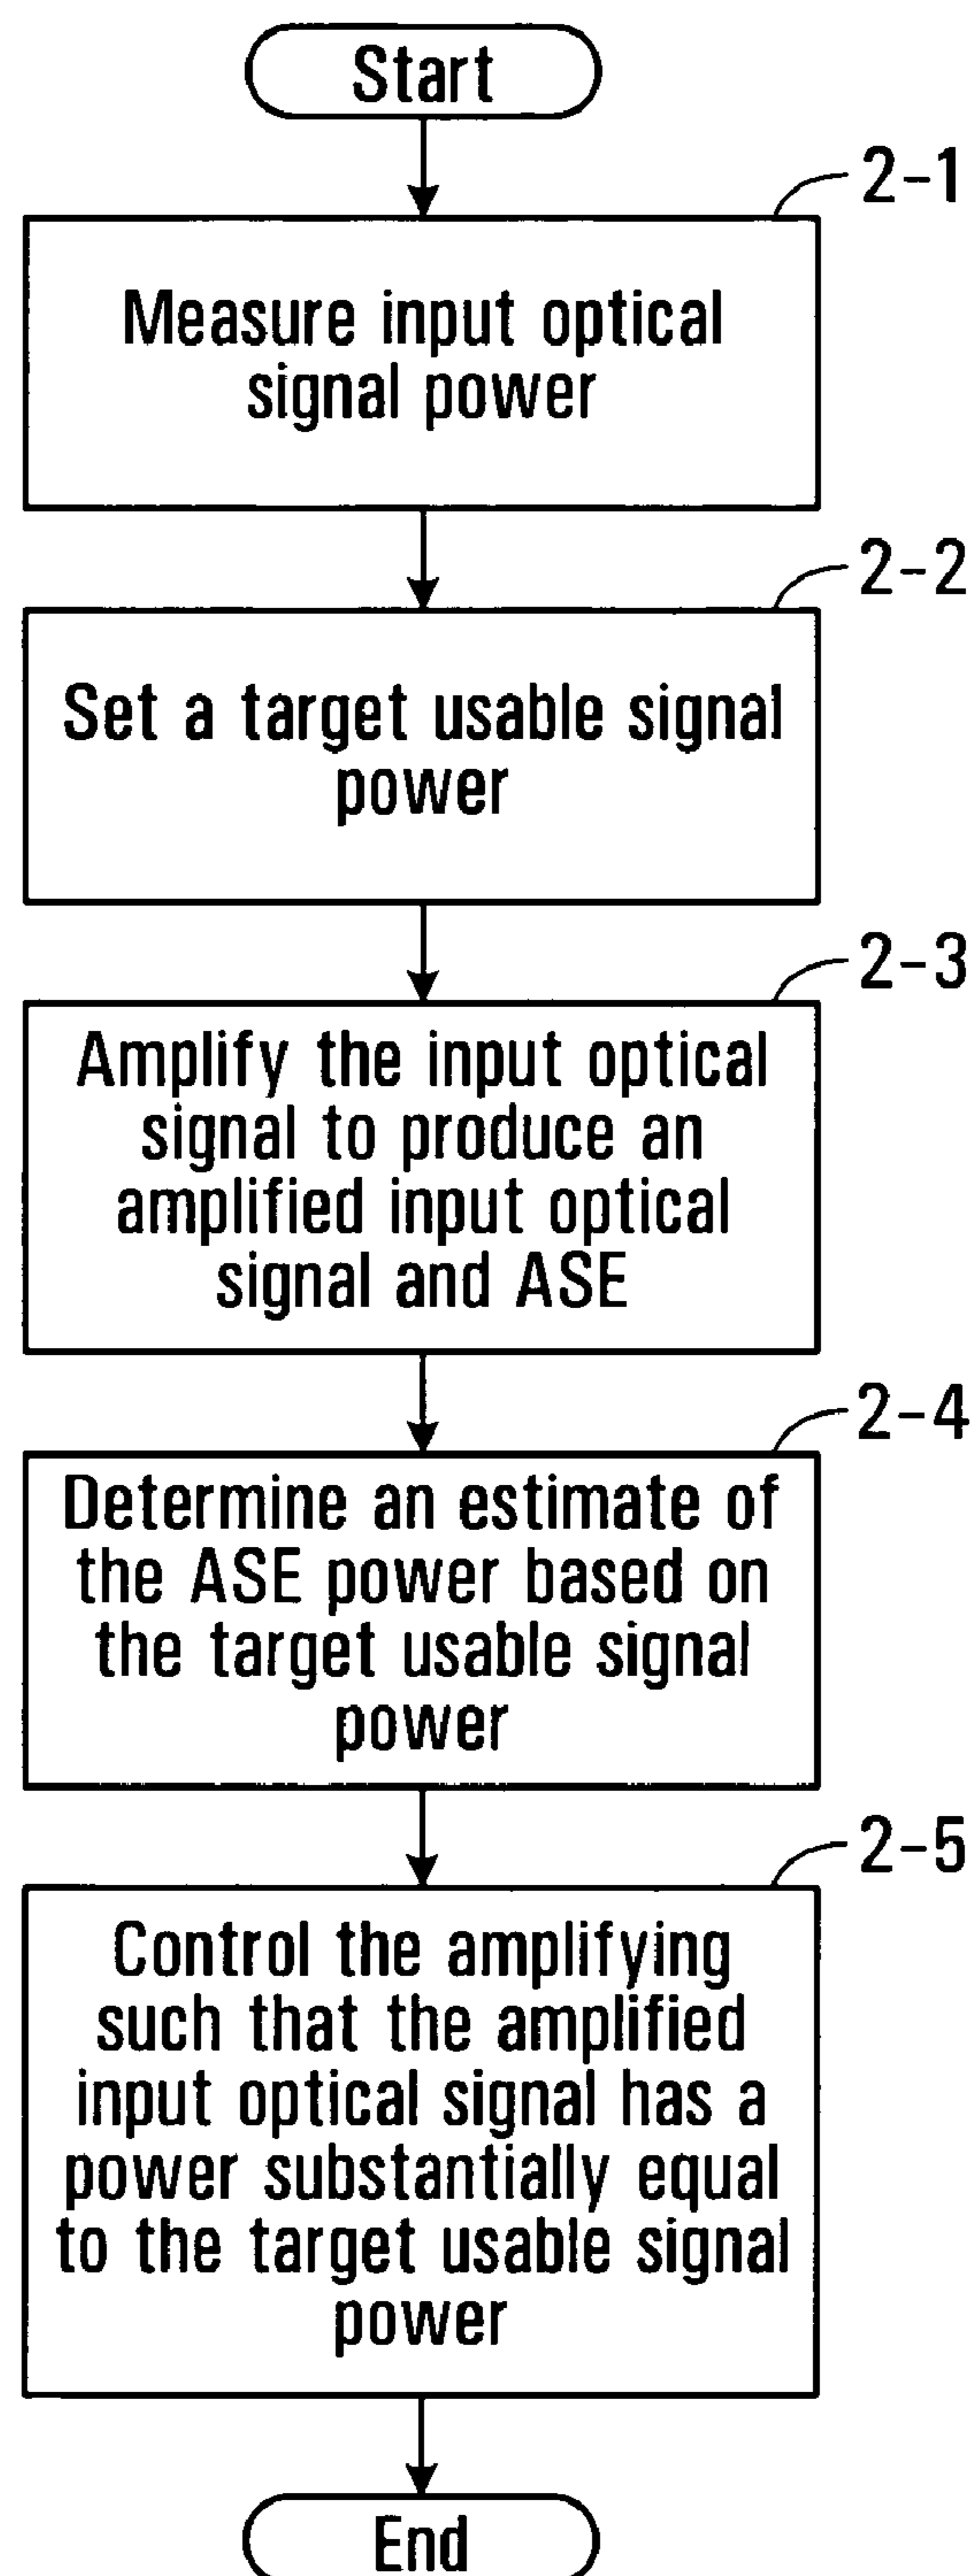 Start
2-1
Measure input optical
signal power
2-2
Set a target usable signal
power
2-3
Amplify the input optical
signal to produce an
amplified input optical
signal and ASE
2-4
Determine an estimate of
the ASE power based on
the target usable signal
power
2-5
Control the amplifying
such that the amplified
input optical signal has a
power substantially equal
to the target usable signal
power
End